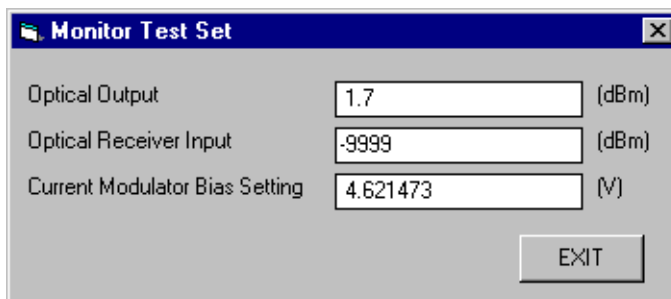 Monitor Test Set
Optical Output 1.7 (dBm)
Optical Receiver Input -9999 (dBm)
Current Modulator Bias Setting 4.621473 (V)
EXIT